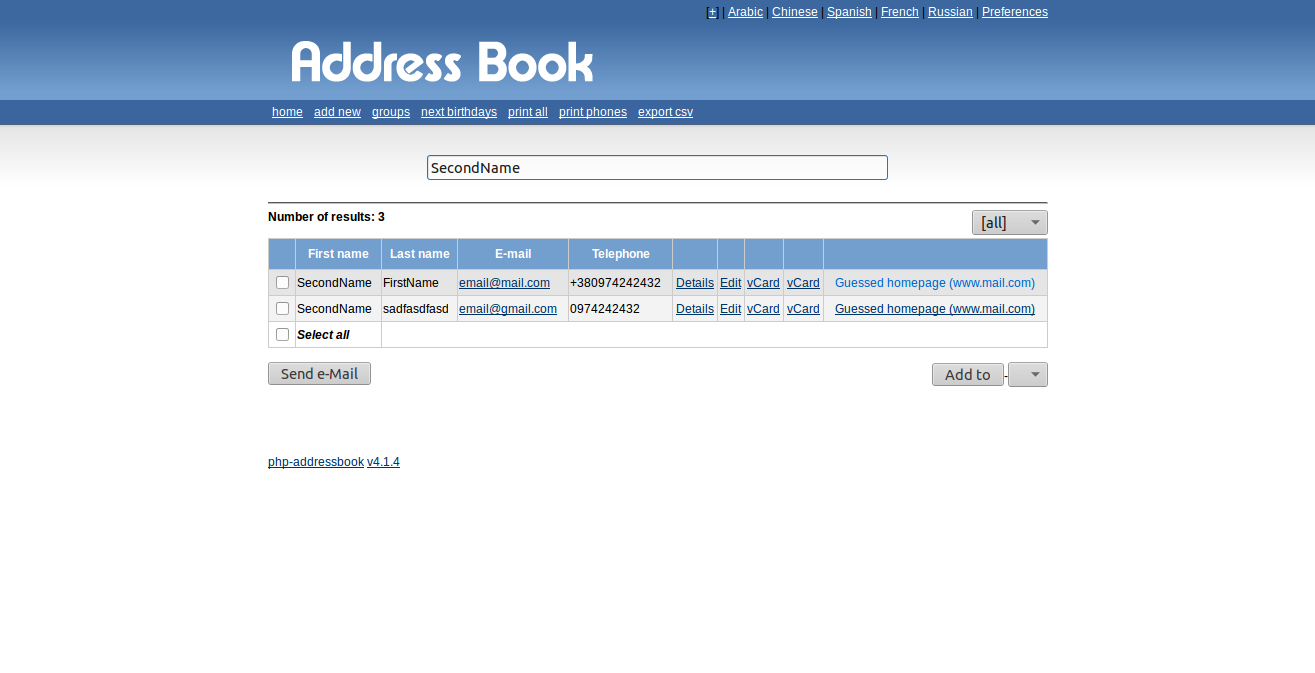 [+] | Arabic | Chinese | Spanish | French | Russian | Preferences
Address Book
home add new groups next birthdays print all print phones export csv
SecondName
Number of results: 3
[all]
First name Last name E-mail Telephone
SecondName FirstName email@mail.com +380974242432 Details Edit vCard vCard Guessed homepage (www.mail.com)
SecondName sadfasdfasd email@gmail.com 0974242432 Details Edit vCard vCard Guessed homepage (www.mail.com)
Select all
Send e-Mail Add to -
php-addressbook v4.1.4